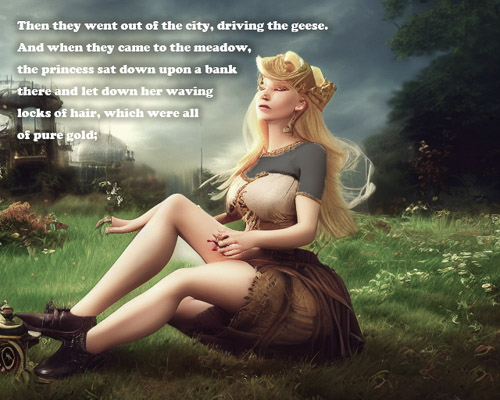 Then they went out of the city, driving the geese.
And when they came to the meadow,
the princess sat down upon a bank
there and let down her waving
locks of hair, which were all
of pure gold;